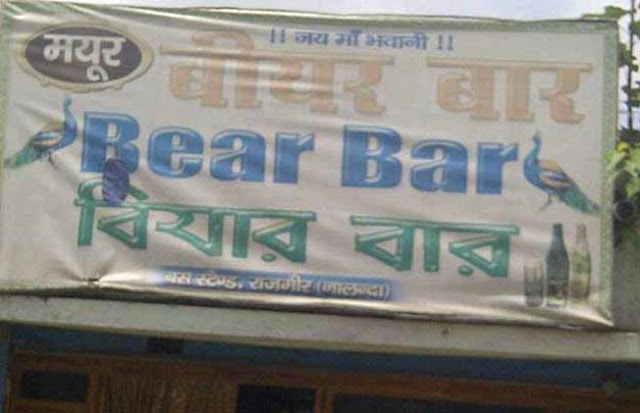 !! जय माँ भवानी !!
मयूर
बीयर बार
Bear Bar
बियार बार
बस स्टैण्ड, राजगीर (नालन्दा)